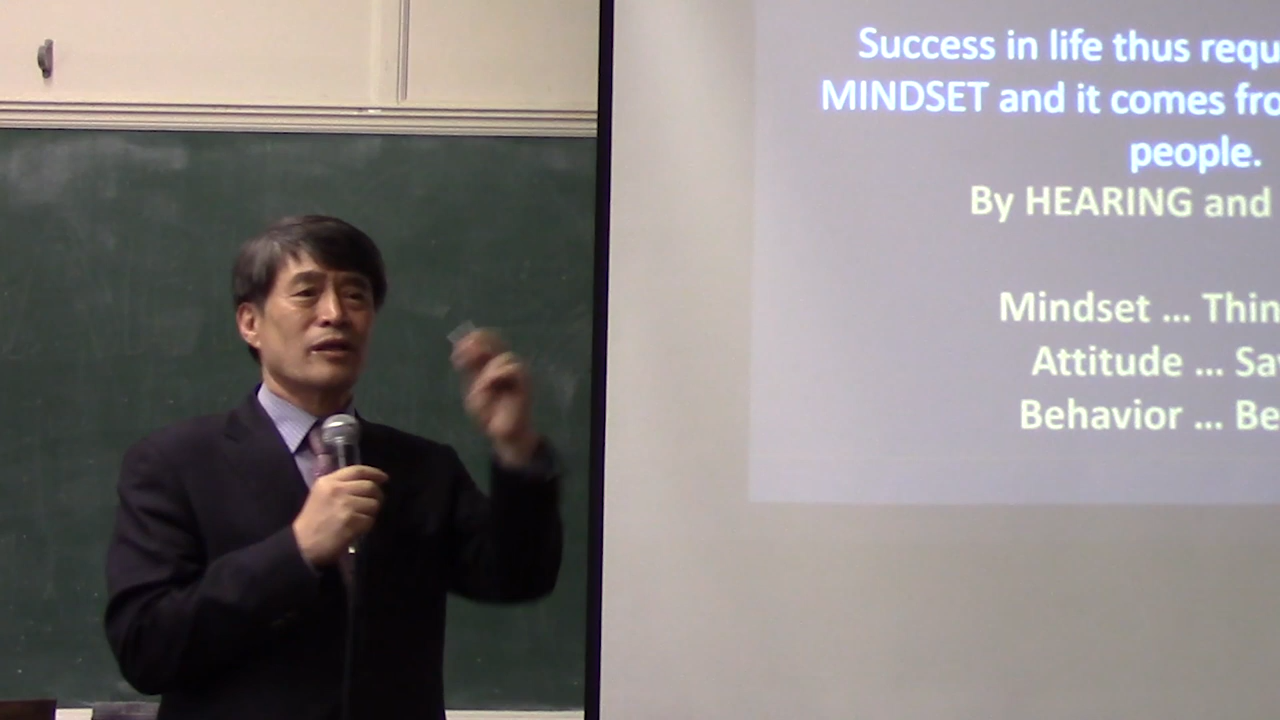 Success in life thus requ
MINDSET and it comes fro
people.
By HEARING and
Mindset ... Thin
Attitude ... Sa
Behavior ... Be